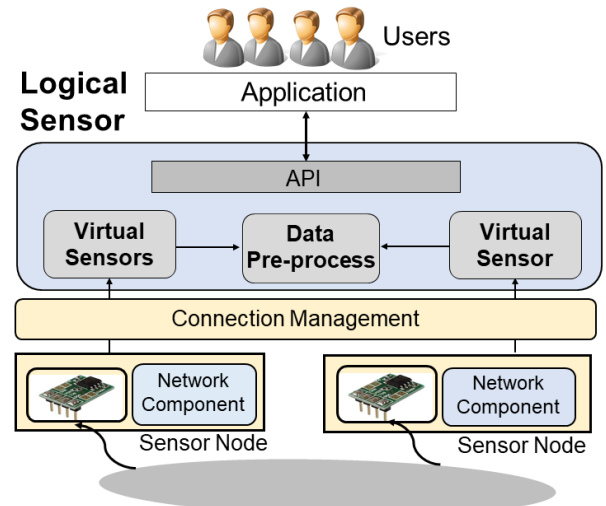 Users
Logical
Sensor
Application
API
Virtual
Sensors
Data
Pre-process
Virtual
Sensor
Connection Management
Network
Component
Sensor Node
Network
Component
Sensor Node